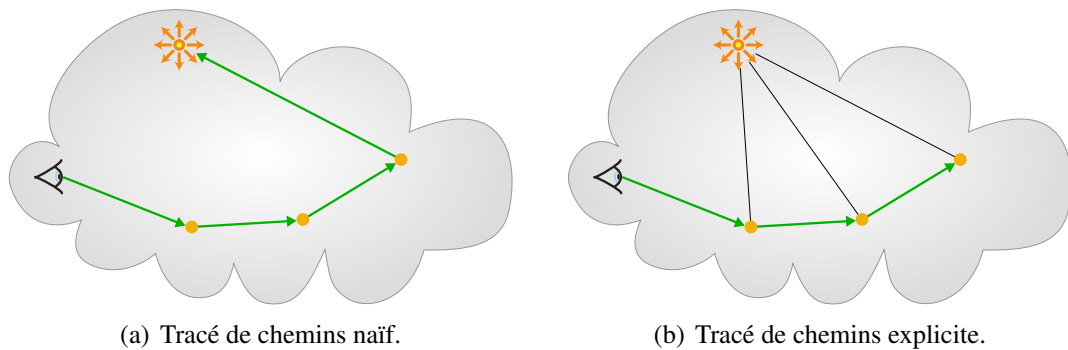 (a) Tracé de chemins naïf.
(b) Tracé de chemins explicite.